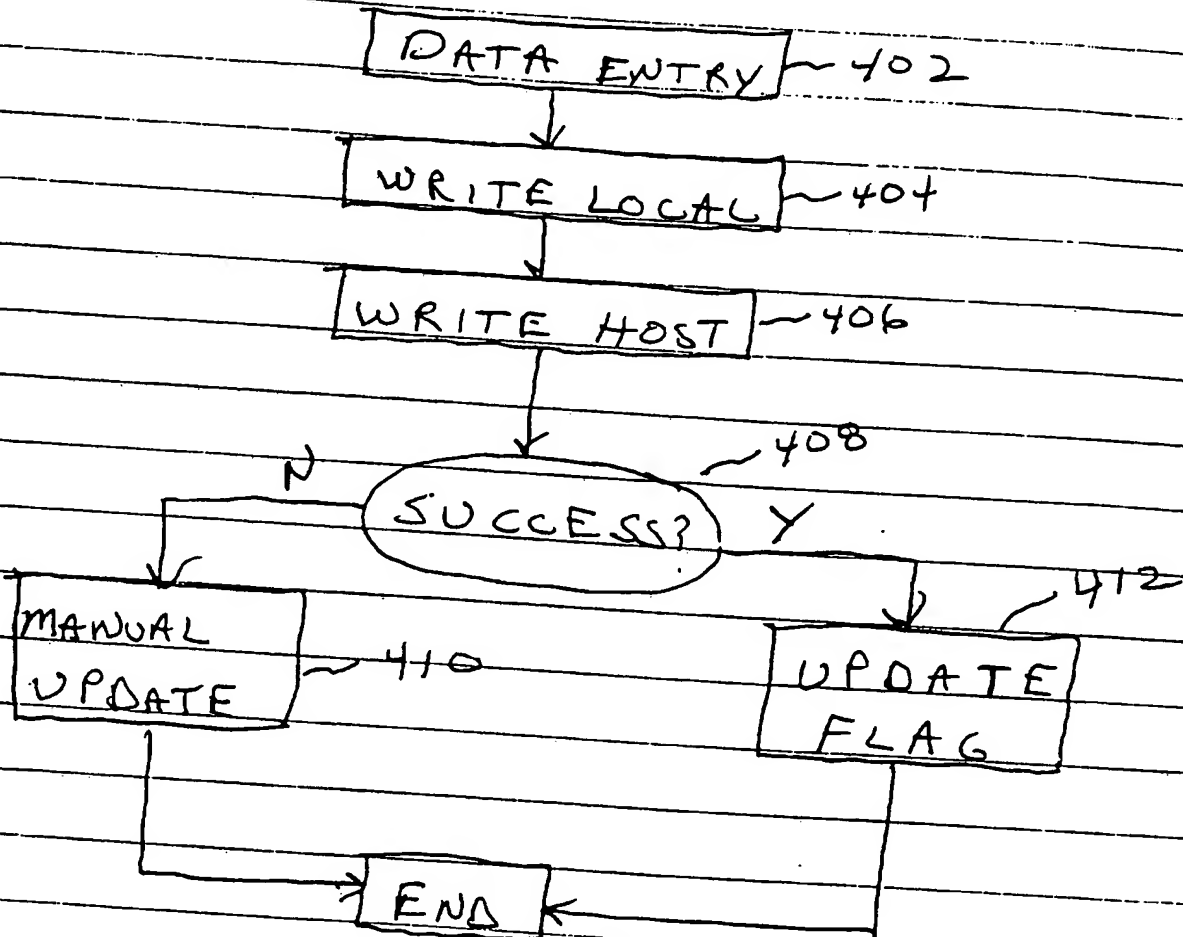 DATA ENTRY 402
WRITE LOCAL 404
WRITE HOST 406
408
N
SUCCESS? Y
412
MANUAL
UPDATE
410
UPDATE
FLAG
END